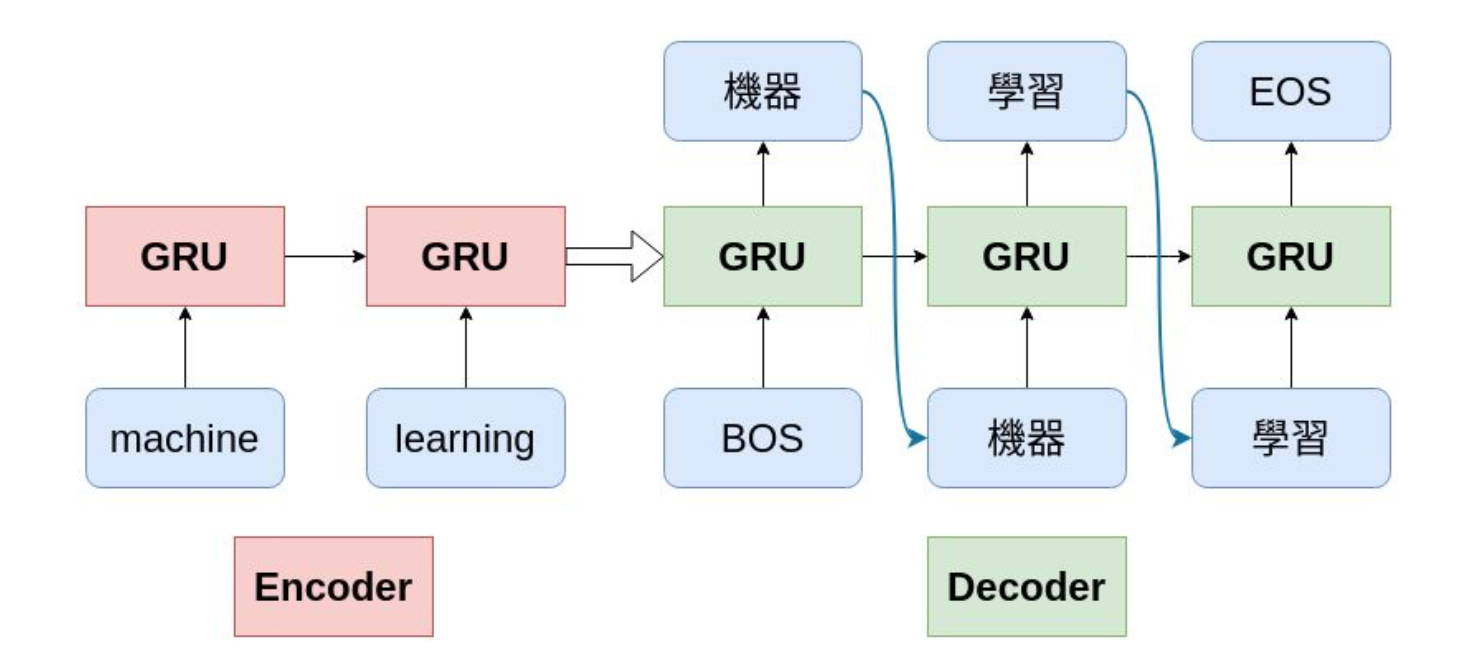 機器
學習
EOS
GRU
GRU
GRU
GRU
GRU
machine
learning
BOS
機器
學習
Encoder
Decoder